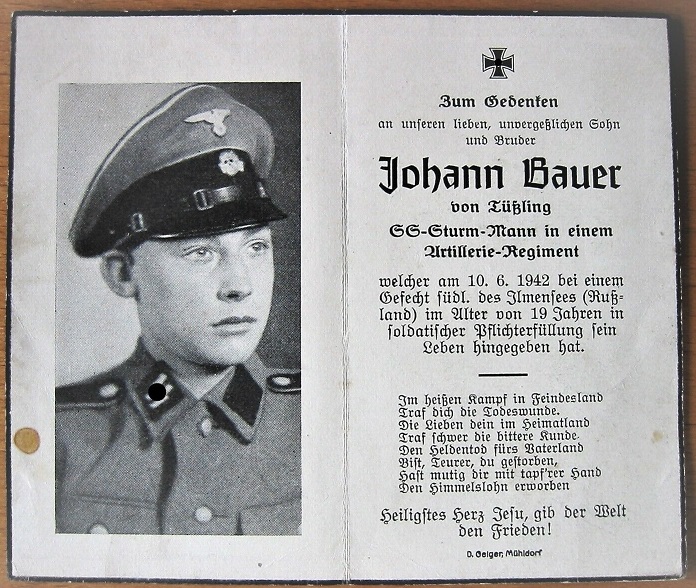 Zum Gedenken
an unseren lieben, unvergeßlichen Sohn
und Bruder
Johann Bauer
von Tüßling
SS-Sturm-Mann in einem
Artillerie-Regiment
welcher am 10. 6. 1942 bei einem
Gefecht südl. des Ilmensees (Ruß-
land) im Alter von 19 Jahren in
soldatischer Pflichterfüllung sein
Leben hingegeben hat.
Im heißen Kampf in Feindesland
Traf dich die Todeswunde.
Die Lieben dein im Heimatland
Traf schwer die bittere Kunde.
Den Heldentod fürs Vaterland
Bist, Teurer, du gestorben,
Hast mutig dir mit tapf'rer Hand
Den Himmelslohn erworben
Heiligstes Herz Jesu, gib der Welt
den Frieden!
D. Geiger, Mühldorf